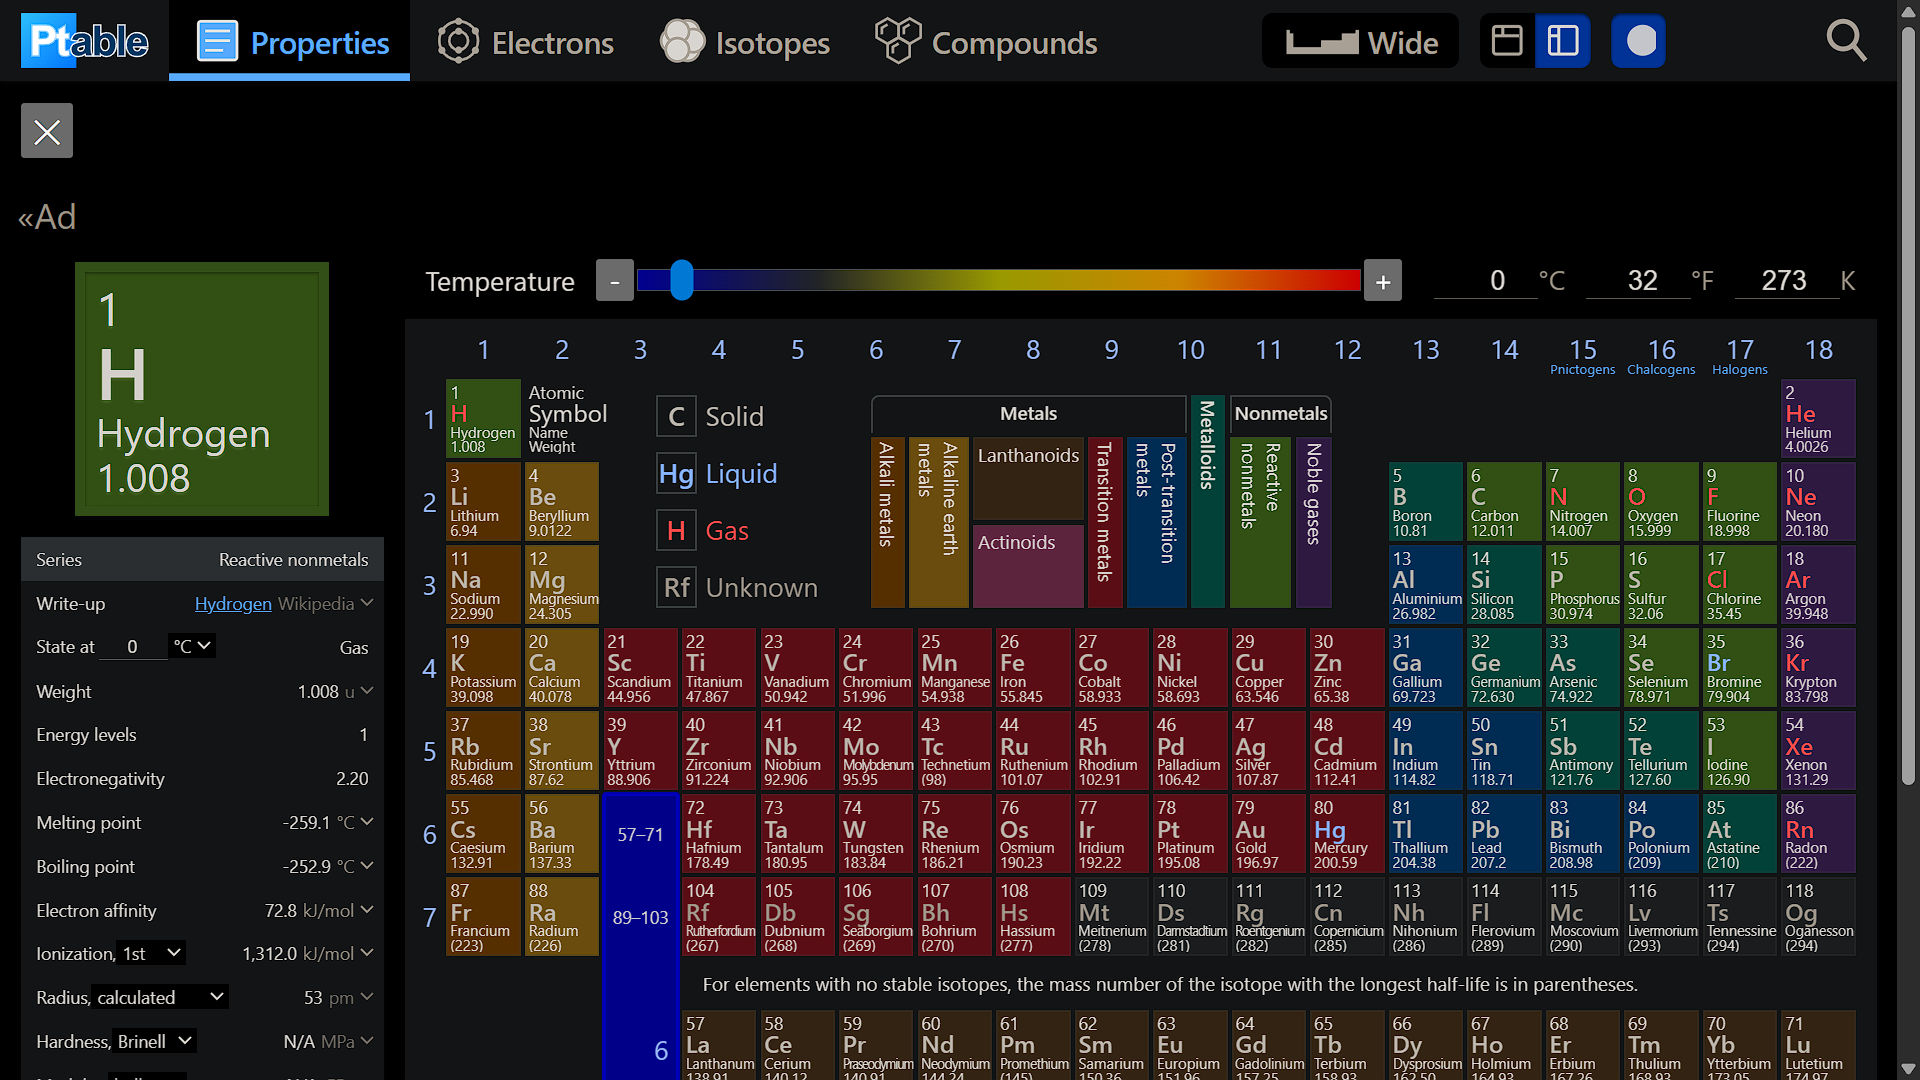 Ptable
Properties
Electrons
Isotopes
Compounds
Wide
«Ad
1
H
Hydrogen
1.008
Series Reactive nonmetals
Write-up Hydrogen Wikipedia
State at 0 °C Gas
Weight 1.008 u
Energy levels 1
Electronegativity 2.20
Melting point -259.1 °C
Boiling point -252.9 °C
Electron affinity 72.8 kJ/mol
Ionization, 1st 1,312.0 kJ/mol
Radius, calculated 53 pm
Hardness, Brinell N/A MPa
Temperature - + 0 °C 32 °F 273 K
1 2 3 4 5 6 7 8 9 10 11 12 13 14 15 16 17 18
Pnictogens Chalcogens Halogens
1
1 H Hydrogen 1.008
Atomic
Symbol
Name
Weight
C Solid
Hg Liquid
H Gas
Rf Unknown
Metals
Metalloids
Nonmetals
Alkali metals
Alkaline earth metals
Lanthanoids
Actinoids
Transition metals
Post-transition metals
Reactive nonmetals
Noble gases
2 He Helium 4.0026
2
3 Li Lithium 6.94
4 Be Beryllium 9.0122
5 B Boron 10.81
6 C Carbon 12.011
7 N Nitrogen 14.007
8 O Oxygen 15.999
9 F Fluorine 18.998
10 Ne Neon 20.180
3
11 Na Sodium 22.990
12 Mg Magnesium 24.305
13 Al Aluminium 26.982
14 Si Silicon 28.085
15 P Phosphorus 30.974
16 S Sulfur 32.06
17 Cl Chlorine 35.45
18 Ar Argon 39.948
4
19 K Potassium 39.098
20 Ca Calcium 40.078
21 Sc Scandium 44.956
22 Ti Titanium 47.867
23 V Vanadium 50.942
24 Cr Chromium 51.996
25 Mn Manganese 54.938
26 Fe Iron 55.845
27 Co Cobalt 58.933
28 Ni Nickel 58.693
29 Cu Copper 63.546
30 Zn Zinc 65.38
31 Ga Gallium 69.723
32 Ge Germanium 72.630
33 As Arsenic 74.922
34 Se Selenium 78.971
35 Br Bromine 79.904
36 Kr Krypton 83.798
5
37 Rb Rubidium 85.468
38 Sr Strontium 87.62
39 Y Yttrium 88.906
40 Zr Zirconium 91.224
41 Nb Niobium 92.906
42 Mo Molybdenum 95.95
43 Tc Technetium (98)
44 Ru Ruthenium 101.07
45 Rh Rhodium 102.91
46 Pd Palladium 106.42
47 Ag Silver 107.87
48 Cd Cadmium 112.41
49 In Indium 114.82
50 Sn Tin 118.71
51 Sb Antimony 121.76
52 Te Tellurium 127.60
53 I Iodine 126.90
54 Xe Xenon 131.29
6
55 Cs Caesium 132.91
56 Ba Barium 137.33
57–71
72 Hf Hafnium 178.49
73 Ta Tantalum 180.95
74 W Tungsten 183.84
75 Re Rhenium 186.21
76 Os Osmium 190.23
77 Ir Iridium 192.22
78 Pt Platinum 195.08
79 Au Gold 196.97
80 Hg Mercury 200.59
81 Tl Thallium 204.38
82 Pb Lead 207.2
83 Bi Bismuth 208.98
84 Po Polonium (209)
85 At Astatine (210)
86 Rn Radon (222)
7
87 Fr Francium (223)
88 Ra Radium (226)
89–103
104 Rf Rutherfordium (267)
105 Db Dubnium (268)
106 Sg Seaborgium (269)
107 Bh Bohrium (270)
108 Hs Hassium (277)
109 Mt Meitnerium (278)
110 Ds Darmstadtium (281)
111 Rg Roentgenium (282)
112 Cn Copernicium (285)
113 Nh Nihonium (286)
114 Fl Flerovium (289)
115 Mc Moscovium (290)
116 Lv Livermorium (293)
117 Ts Tennessine (294)
118 Og Oganesson (294)
For elements with no stable isotopes, the mass number of the isotope with the longest half-life is in parentheses.
6
57 La Lanthanum 138.91
58 Ce Cerium 140.12
59 Pr Praseodymium 140.91
60 Nd Neodymium 144.24
61 Pm Promethium (145)
62 Sm Samarium 150.36
63 Eu Europium 151.96
64 Gd Gadolinium 157.25
65 Tb Terbium 158.93
66 Dy Dysprosium 162.50
67 Ho Holmium 164.93
68 Er Erbium 167.26
69 Tm Thulium 168.93
70 Yb Ytterbium 173.05
71 Lu Lutetium 174.97